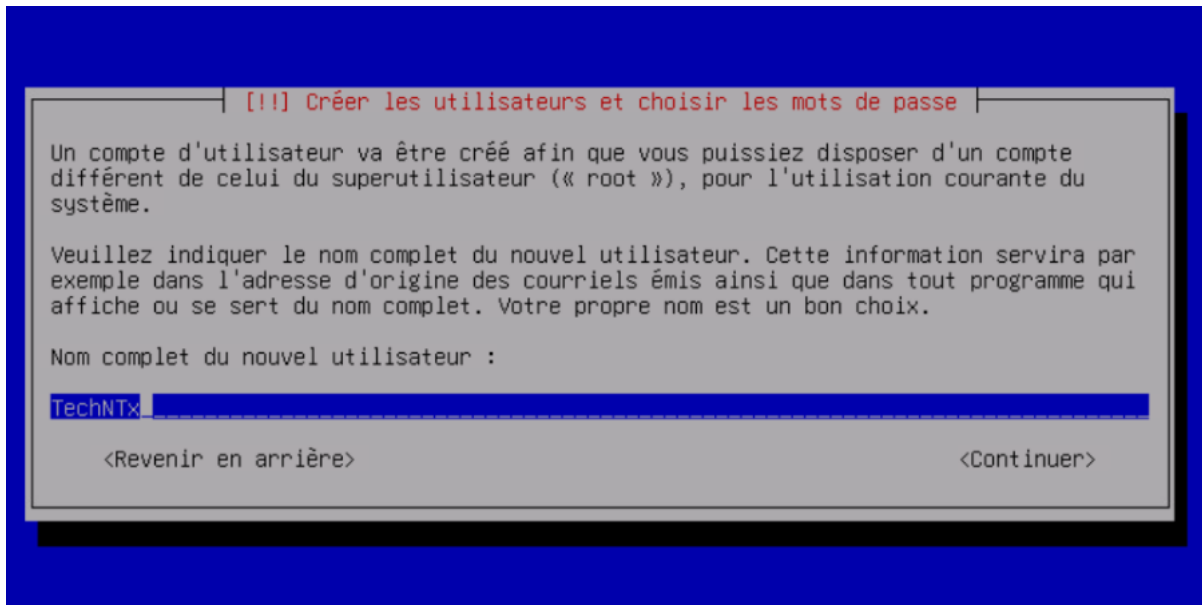 [!!] Créer les utilisateurs et choisir les mots de passe
Un compte d'utilisateur va être créé afin que vous puissiez disposer d'un compte
différent de celui du superutilisateur (« root »), pour l'utilisation courante du
système.
Veuillez indiquer le nom complet du nouvel utilisateur. Cette information servira par
exemple dans l'adresse d'origine des courriels émis ainsi que dans tout programme qui
affiche ou se sert du nom complet. Votre propre nom est un bon choix.
Nom complet du nouvel utilisateur :
TechNTx
<Revenir en arrière> <Continuer>